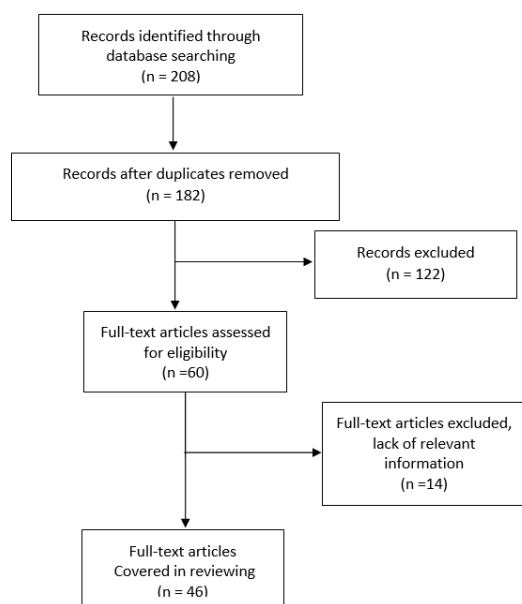 Records identified through
database searching
(n = 208)
Records after duplicates removed
(n = 182)
Records excluded
(n = 122)
Full-text articles assessed
for eligibility
(n =60)
Full-text articles excluded,
lack of relevant
information
(n =14)
Full-text articles
Covered in reviewing
(n = 46)